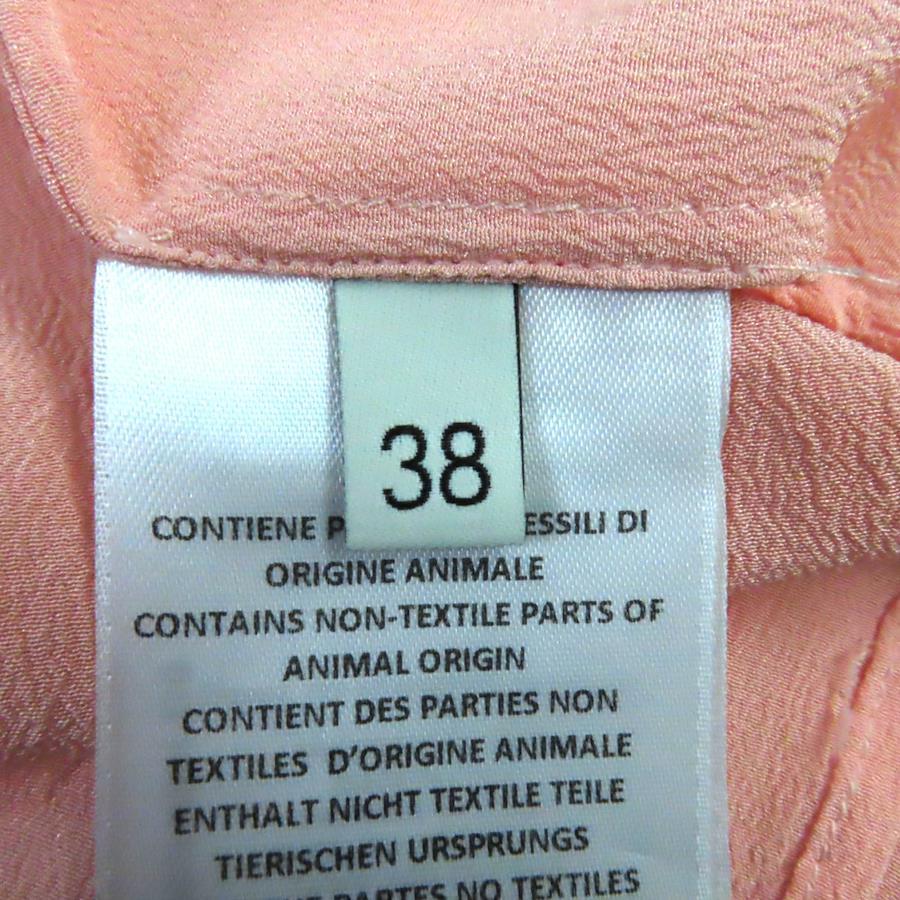 38
CONTIENE ESSILI DI
ORIGINE ANIMALE
CONTAINS NON-TEXTILE PARTS OF
ANIMAL ORIGIN
CONTIENT DES PARTIES NON
TEXTILES D'ORIGINE ANIMALE
ENTHALT NICHT TEXTILE TEILE
TIERISCHEN URSPRUNGS
PARTES NO TEXTILES